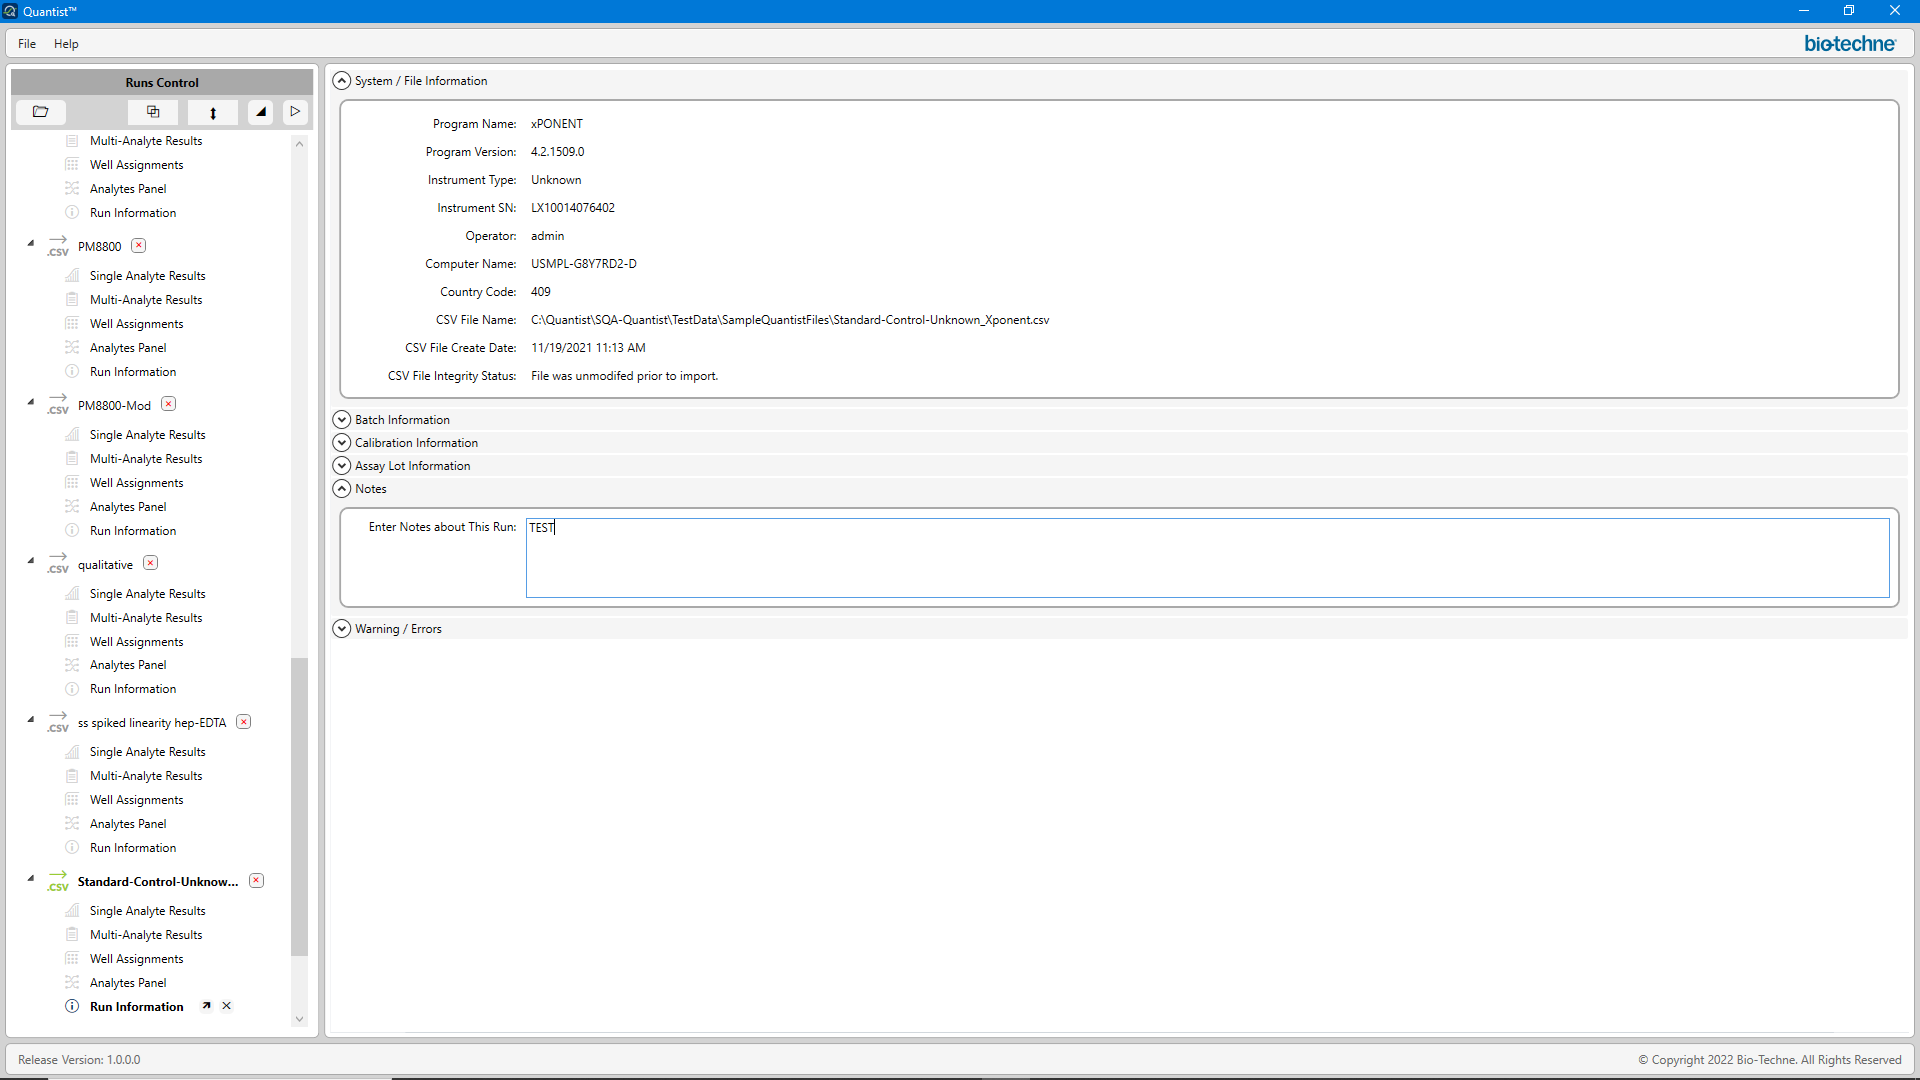 Quantist™
File Help
bio-techne
Runs Control
Multi-Analyte Results
Well Assignments
Analytes Panel
Run Information
.CSV PM8800
Single Analyte Results
Multi-Analyte Results
Well Assignments
Analytes Panel
Run Information
.CSV PM8800-Mod
Single Analyte Results
Multi-Analyte Results
Well Assignments
Analytes Panel
Run Information
.CSV qualitative
Single Analyte Results
Multi-Analyte Results
Well Assignments
Analytes Panel
Run Information
.CSV ss spiked linearity hep-EDTA
Single Analyte Results
Multi-Analyte Results
Well Assignments
Analytes Panel
Run Information
.CSV Standard-Control-Unknow...
Single Analyte Results
Multi-Analyte Results
Well Assignments
Analytes Panel
Run Information
System / File Information
Program Name: xPONENT
Program Version: 4.2.1509.0
Instrument Type: Unknown
Instrument SN: LX10014076402
Operator: admin
Computer Name: USMPL-G8Y7RD2-D
Country Code: 409
CSV File Name: C:\Quantist\SQA-Quantist\TestData\SampleQuantistFiles\Standard-Control-Unknown_Xponent.csv
CSV File Create Date: 11/19/2021 11:13 AM
CSV File Integrity Status: File was unmodifed prior to import.
Batch Information
Calibration Information
Assay Lot Information
Notes
Enter Notes about This Run: TEST
Warning / Errors
Release Version: 1.0.0.0
© Copyright 2022 Bio-Techne. All Rights Reserved